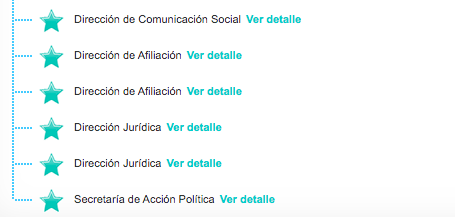 Dirección de Comunicación Social Ver detalle
Dirección de Afiliación Ver detalle
Dirección de Afiliación Ver detalle
Dirección Jurídica Ver detalle
Dirección Jurídica Ver detalle
Secretaría de Acción Política Ver detalle